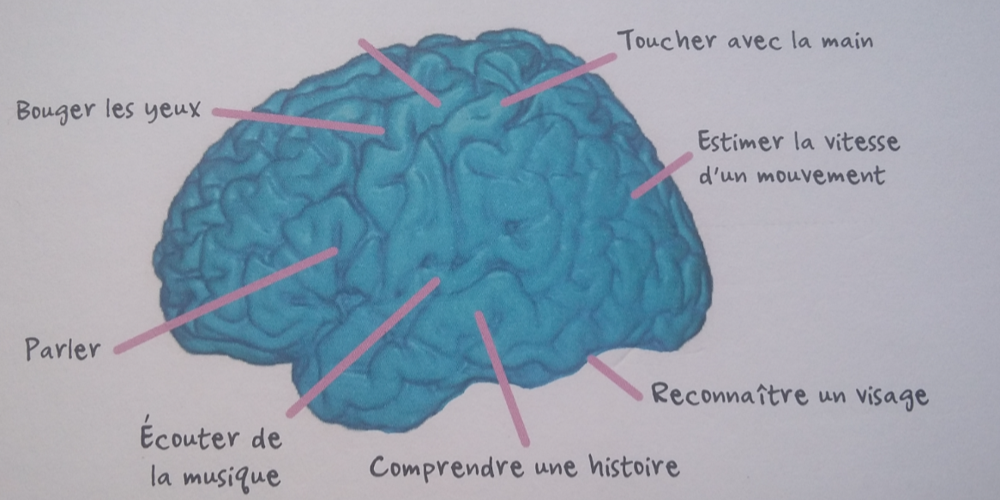 Toucher avec la main
Bouger les yeux
Estimer la vitesse
d'un mouvement
Parler
Reconnaître un visage
Écouter de
la musique
Comprendre une histoire